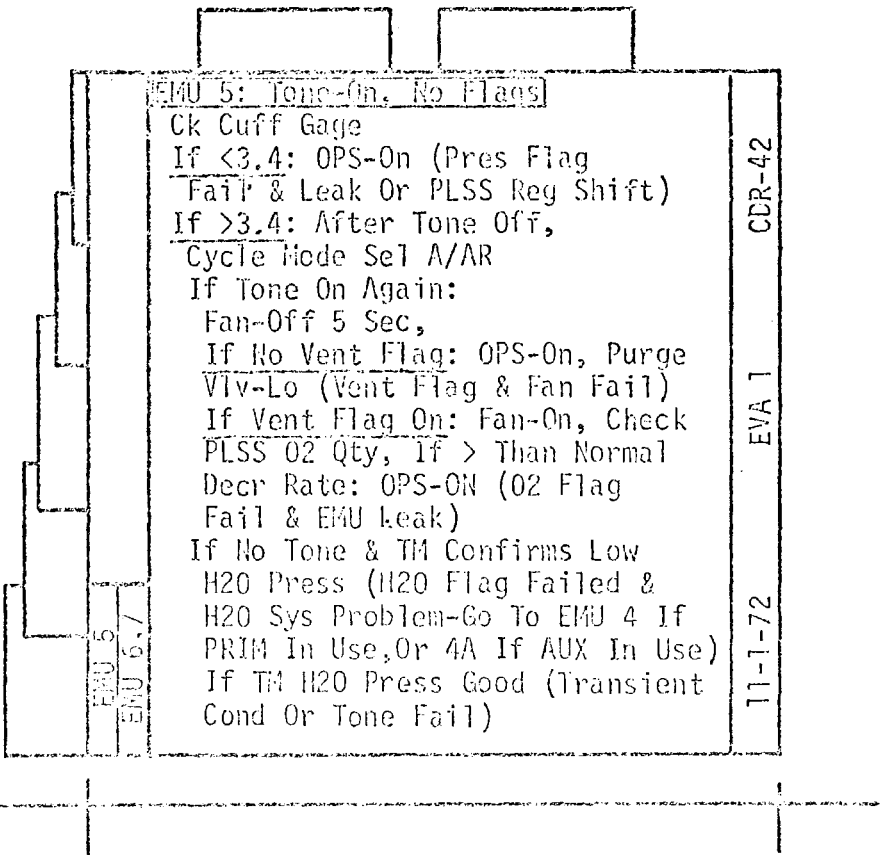 EMU 5: Tone-On, No Flags
Ck Cuff Gage
If <3.4: OPS-On (Pres Flag
Fail & Leak Or PLSS Reg Shift)
If >3.4: After Tone Off,
Cycle Mode Sel A/AR
If Tone On Again:
Fan-Off 5 Sec,
If No Vent Flag: OPS-On, Purge
Vlv-Lo (Vent Flag & Fan Fail)
If Vent Flag On: Fan-On, Check
PLSS O2 Qty, If > Than Normal
Decr Rate: OPS-ON (O2 Flag
Fail & EMU Leak)
If No Tone & TM Confirms Low
H2O Press (H2O Flag Failed &
H2O Sys Problem-Go To EMU 4 If
PRIM In Use,Or 4A If AUX In Use)
If TM H2O Press Good (Transient
Cond Or Tone Fail)
CDR-42
EVA 1
11-1-72
EMU 5
EMU 6,7